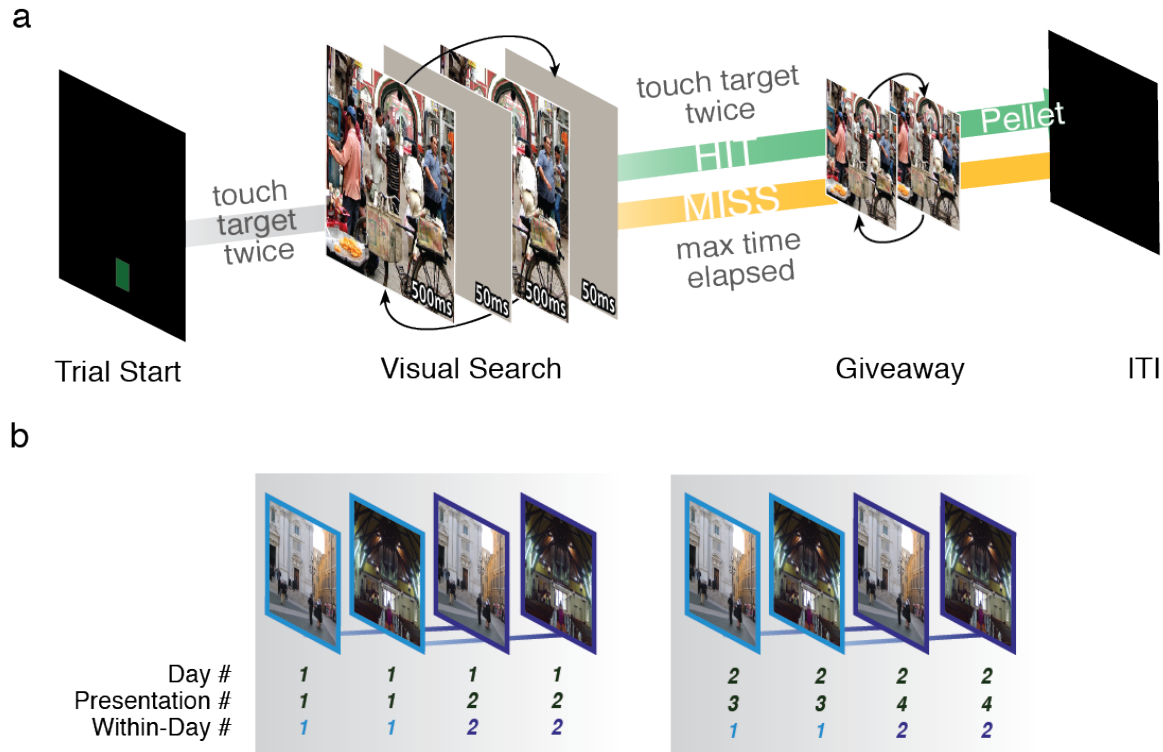 a
touch
target
twice
500ms
50ms
500ms
50ms
touch target
twice
HIT
MISS
max time
elapsed
Pellet
Trial Start
Visual Search
Giveaway
ITI
b
Day # 1 1 1 1 2 2 2 2
Presentation # 1 1 2 2 3 3 4 4
Within-Day # 1 1 2 2 1 1 2 2